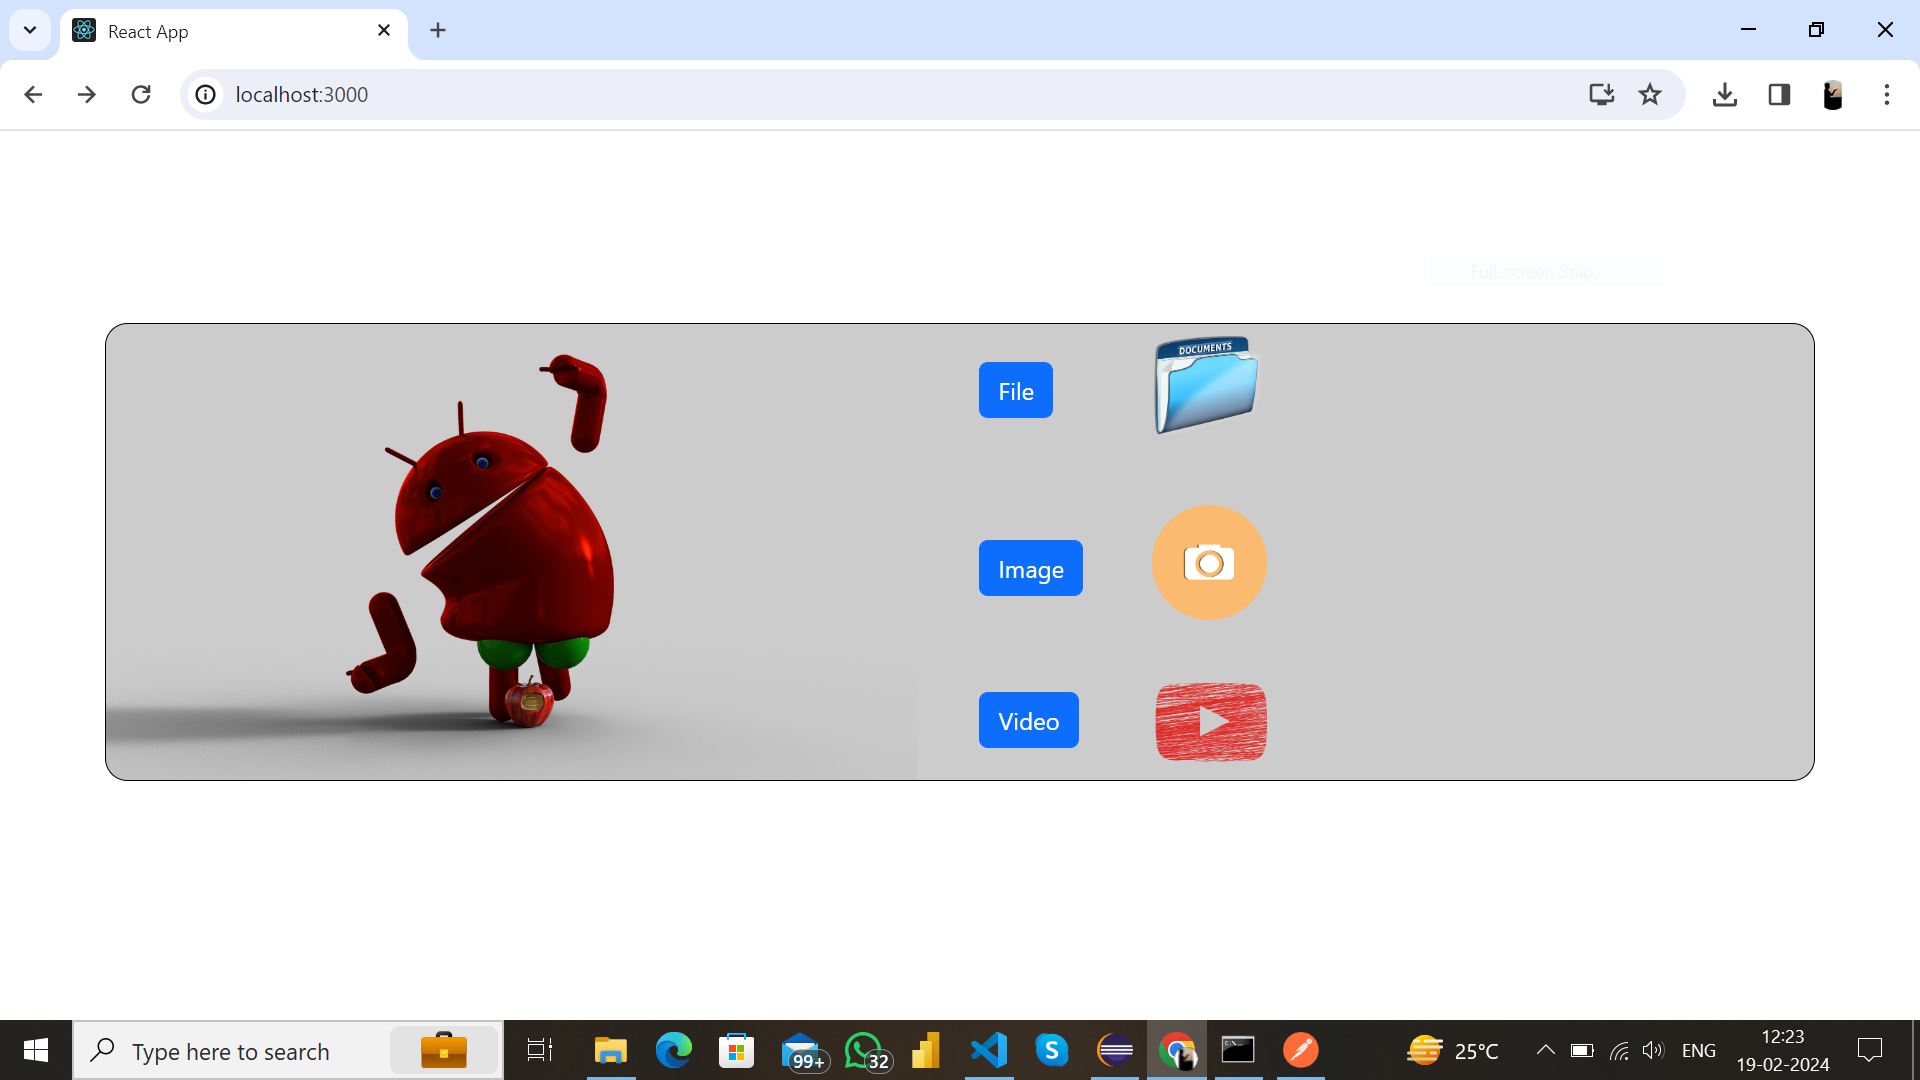 React App
localhost:3000
Full-screen Snip
DOCUMENTS
File
Image
Video
Type here to search
99+
32
25°C
ENG
12:23
19-02-2024